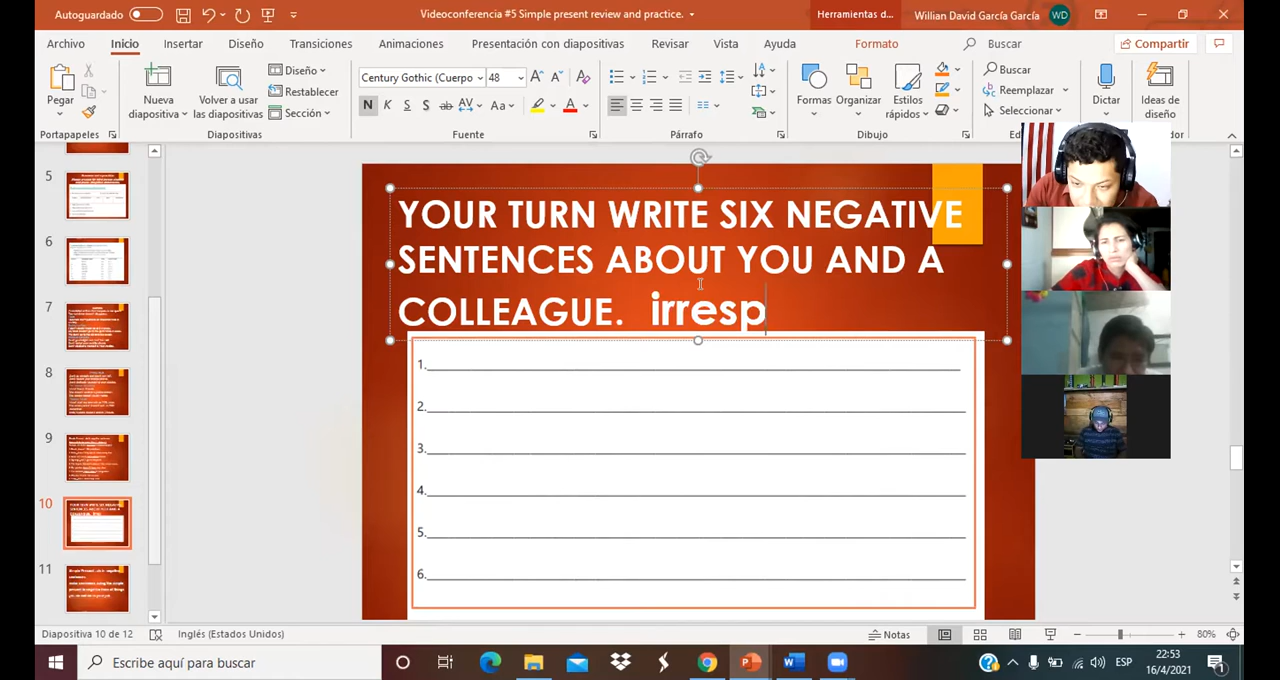 Autoguardado
Videoconferencia #5 Simple present review and practice.
Herramientas d...
Willian David García García
WD
Archivo
Inicio
Insertar
Diseño
Transiciones
Animaciones
Presentación con diapositivas
Revisar
Vista
Ayuda
Formato
Buscar
Compartir
Pegar
Nueva
diapositiva
Volver a usar
las diapositivas
Diseño
Restablecer
Sección
Century Gothic (Cuerpo
48
N K S S ab AV Aa A
Formas
Organizar
Estilos
rápidos
Buscar
Reemplazar
Seleccionar
Dictar
Ideas de
diseño
Portapapeles
Diapositivas
Fuente
Párrafo
Dibujo
5
6
7
8
9
10
11
YOUR TURN WRITE SIX NEGATIVE
SENTENCES ABOUT YOU AND A
COLLEAGUE. irresp
1.
2.
3.
4.
5.
6.
Diapositiva 10 de 12
Inglés (Estados Unidos)
Notas
80%
Escribe aquí para buscar
ESP
22:53
16/4/2021